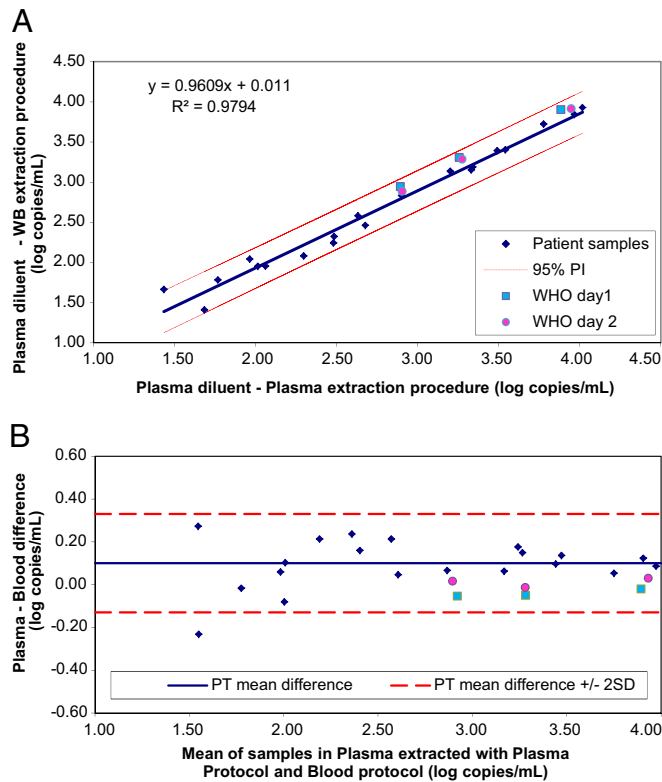 A
Plasma diluent - WB extraction procedure
(log copies/mL)
4.50
4.00
3.50
3.00
2.50
2.00
1.50
1.00
y = 0.9609x + 0.011
R² = 0.9794
Patient samples
95% PI
WHO day1
WHO day 2
1.00 1.50 2.00 2.50 3.00 3.50 4.00 4.50
Plasma diluent - Plasma extraction procedure (log copies/mL)
B
Plasma - Blood difference
(log copies/mL)
0.60
0.40
0.20
0.00
-0.20
-0.40
-0.60
PT mean difference
PT mean difference +/- 2SD
1.00 1.50 2.00 2.50 3.00 3.50 4.00
Mean of samples in Plasma extracted with Plasma
Protocol and Blood protocol (log copies/mL)